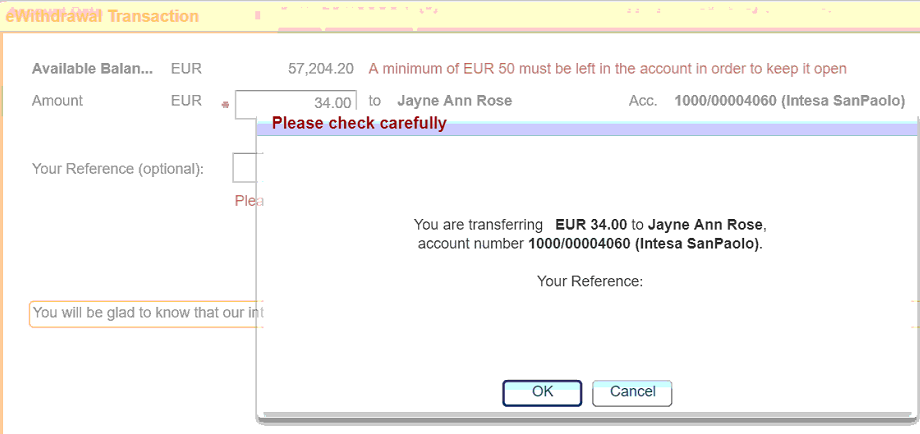 eWithdrawal Transaction
Available Balan... EUR 57,204.20 A minimum of EUR 50 must be left in the account in order to keep it open
Amount EUR * 34.00 to Jayne Ann Rose Acc. 1000/00004060 (Intesa SanPaolo)
Please check carefully
Your Reference (optional):
Plea
You are transferring EUR 34.00 to Jayne Ann Rose,
account number 1000/00004060 (Intesa SanPaolo).
Your Reference:
You will be glad to know that our int
OK Cancel